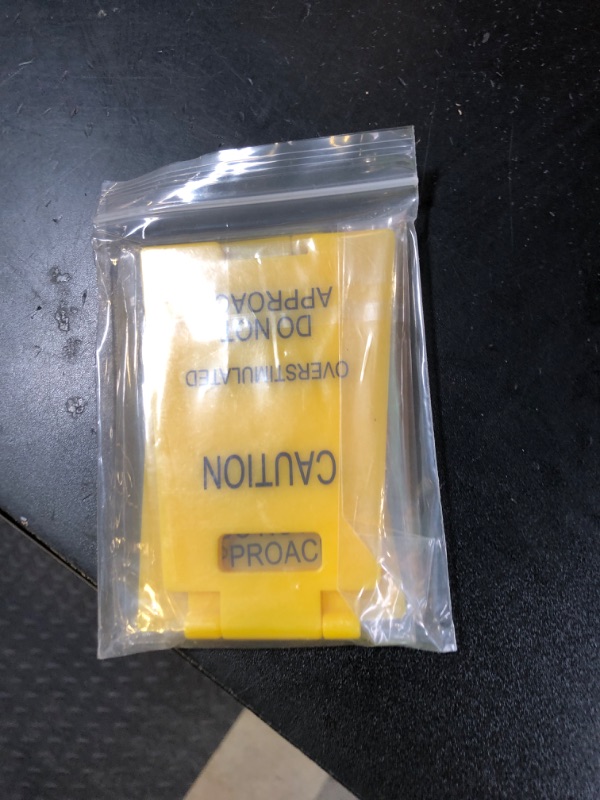 CAUTION
OVERSTIMULATED
DO NOT
APPROAC
PROAC